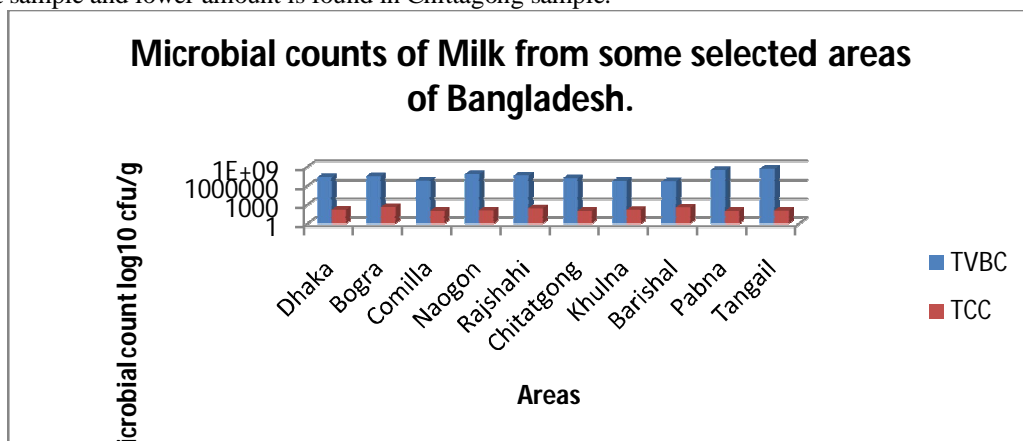 sample and lower amount is found in Chittagong sample.
Microbial counts of Milk from some selected areas
of Bangladesh.
icrobial count log10 cfu/g
1E+09
1000000
1000
1
Dhaka
Bogra
Comilla
Naogon
Rajshahi
Chitatgong
Khulna
Barishal
Pabna
Tangail
TVBC
TCC
Areas